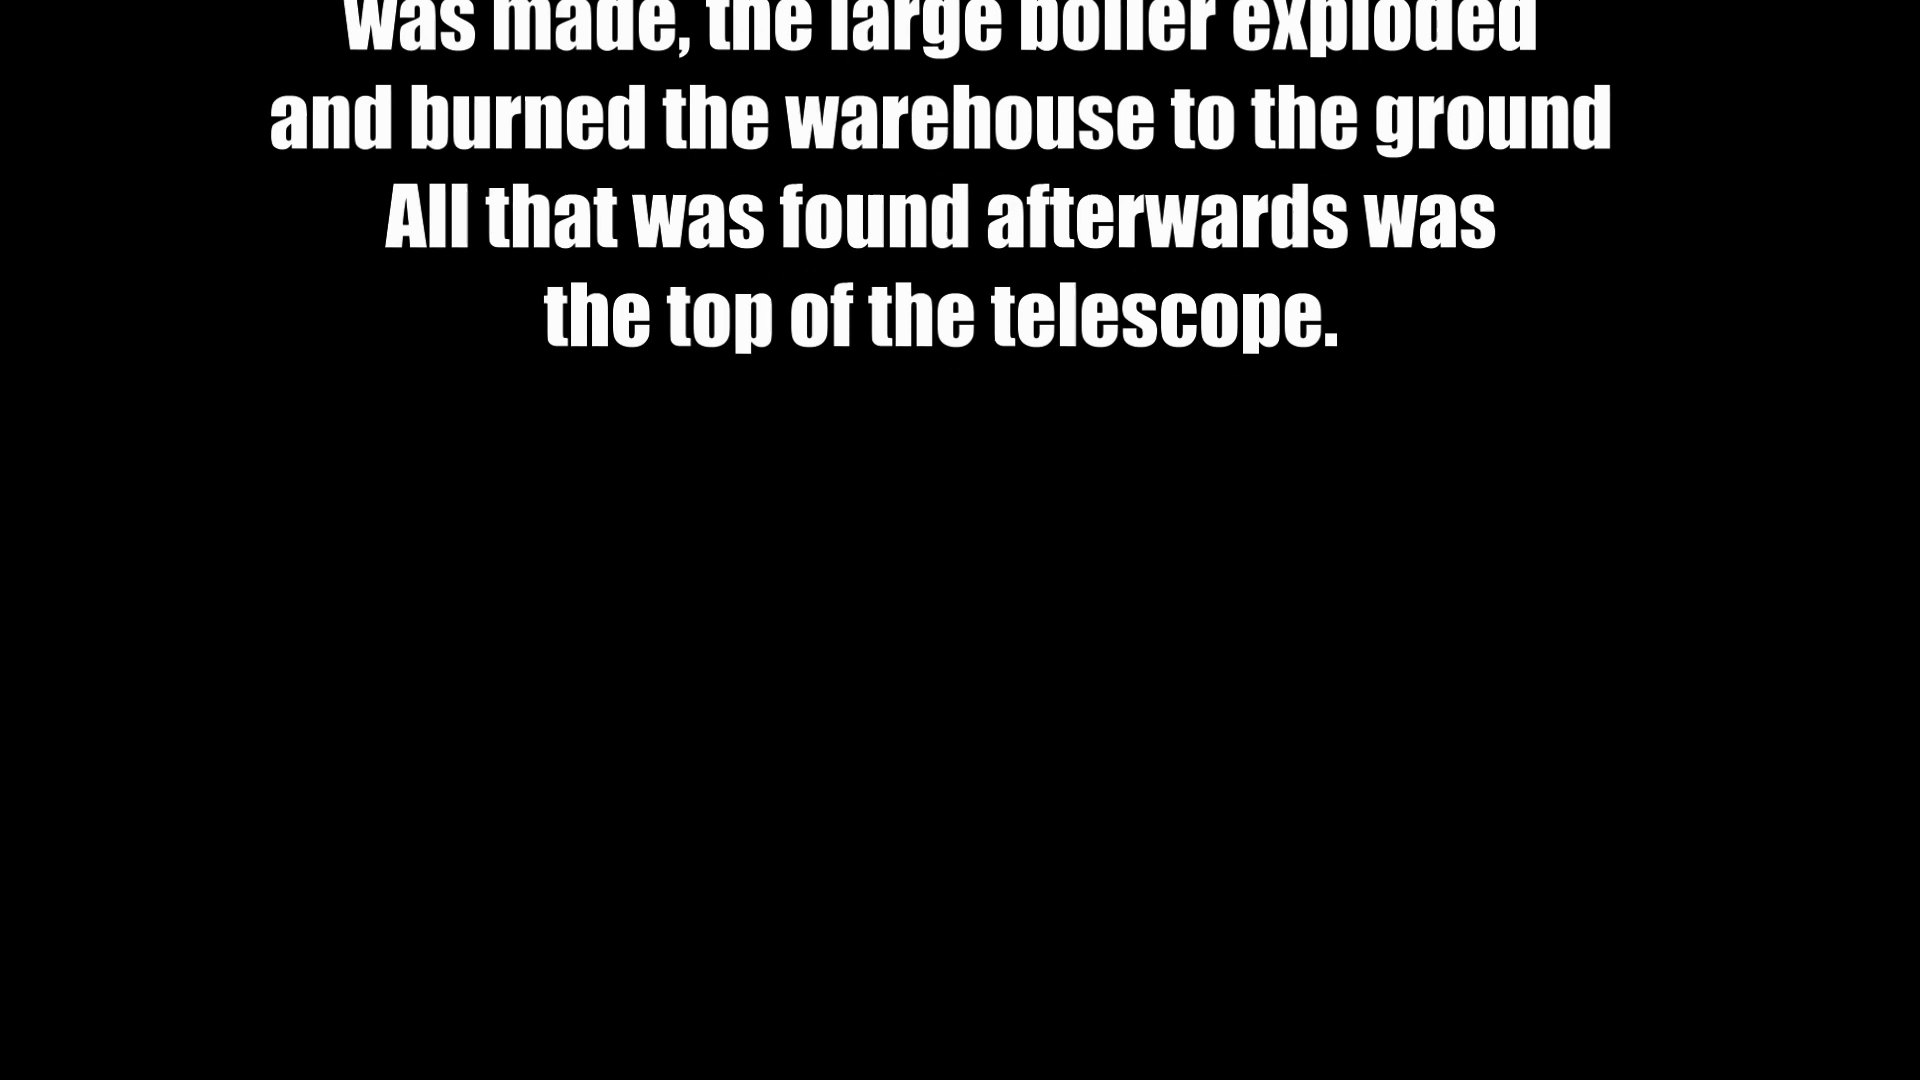 was made, the large boiler exploded
and burned the warehouse to the ground
All that was found afterwards was
the top of the telescope.